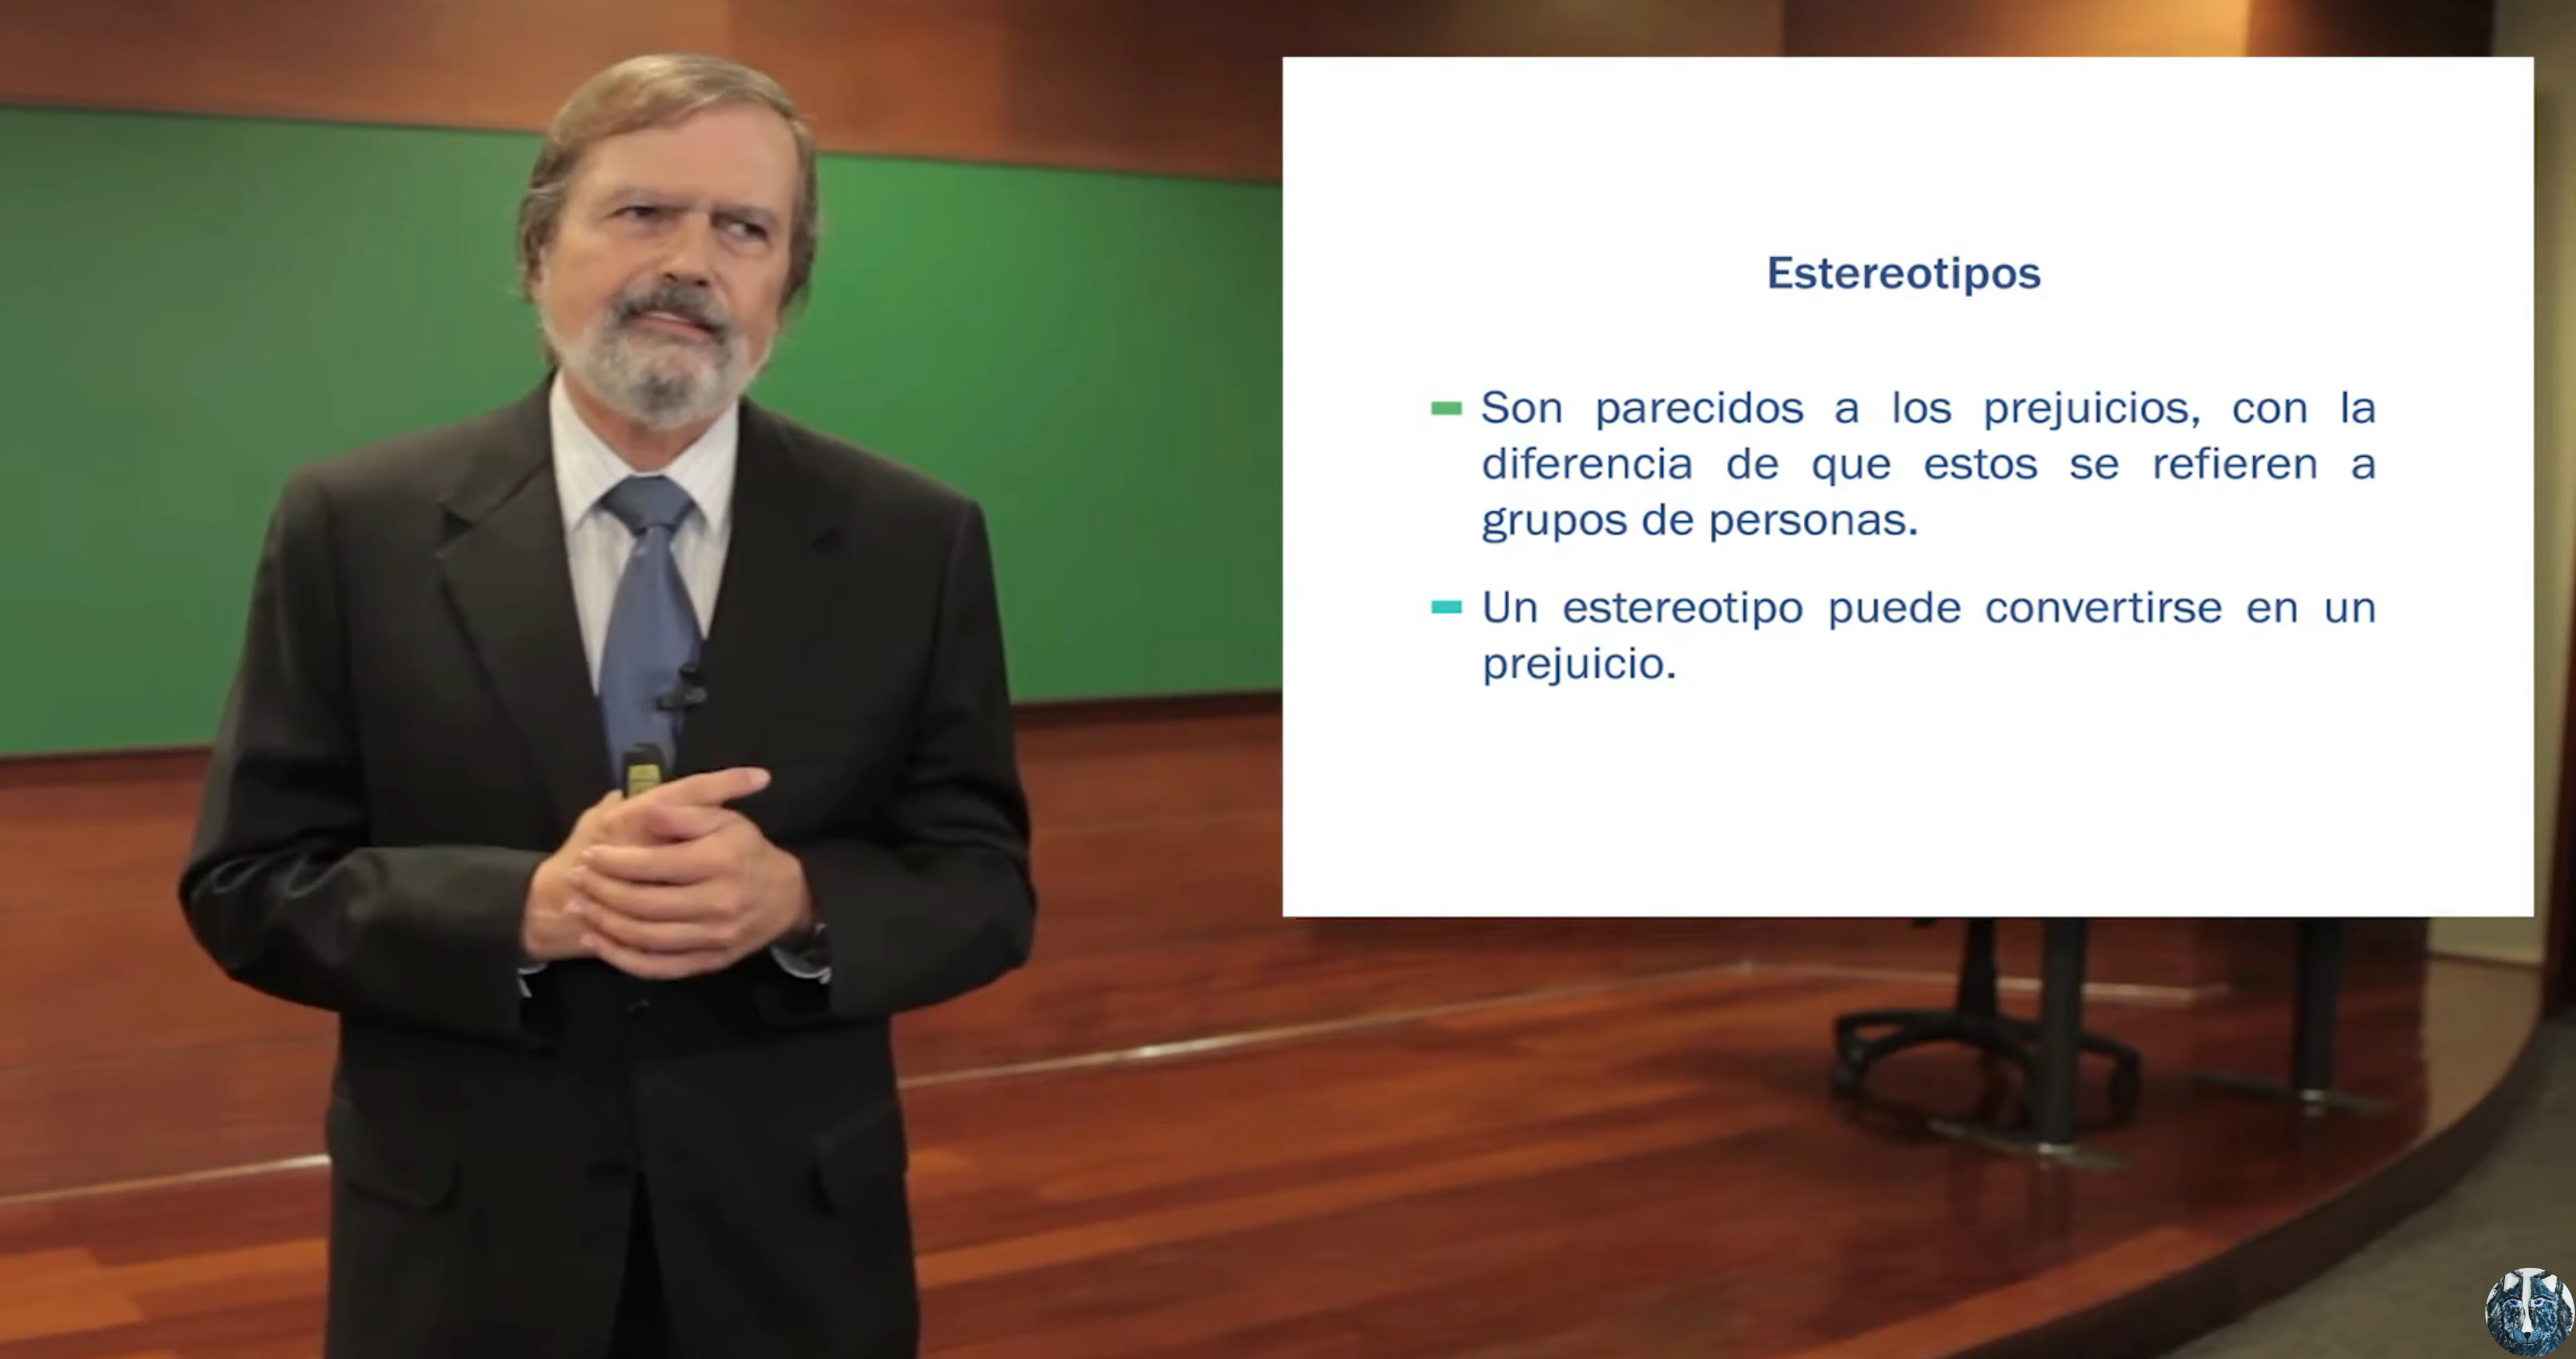 Estereotipos
Son parecidos a los prejuicios, con la
diferencia de que estos se refieren a
grupos de personas.
Un estereotipo puede convertirse en un
prejuicio.